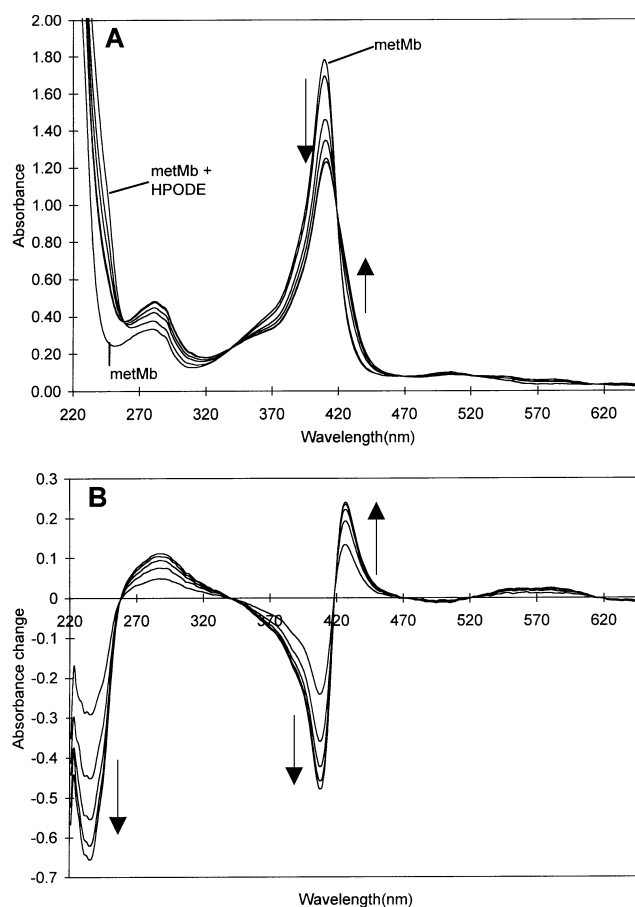 A
2.00
1.80
1.60
1.40
1.20
1.00
0.80
0.60
0.40
0.20
0.00
Absorbance
metMb
metMb +
HPODE
metMb
220 270 320 370 420 470 520 570 620
Wavelength(nm)
B
0.3
0.2
0.1
0
-0.1
-0.2
-0.3
-0.4
-0.5
-0.6
-0.7
Absorbance change
220 270 320 370 420 470 520 570 620
Wavelength(nm)